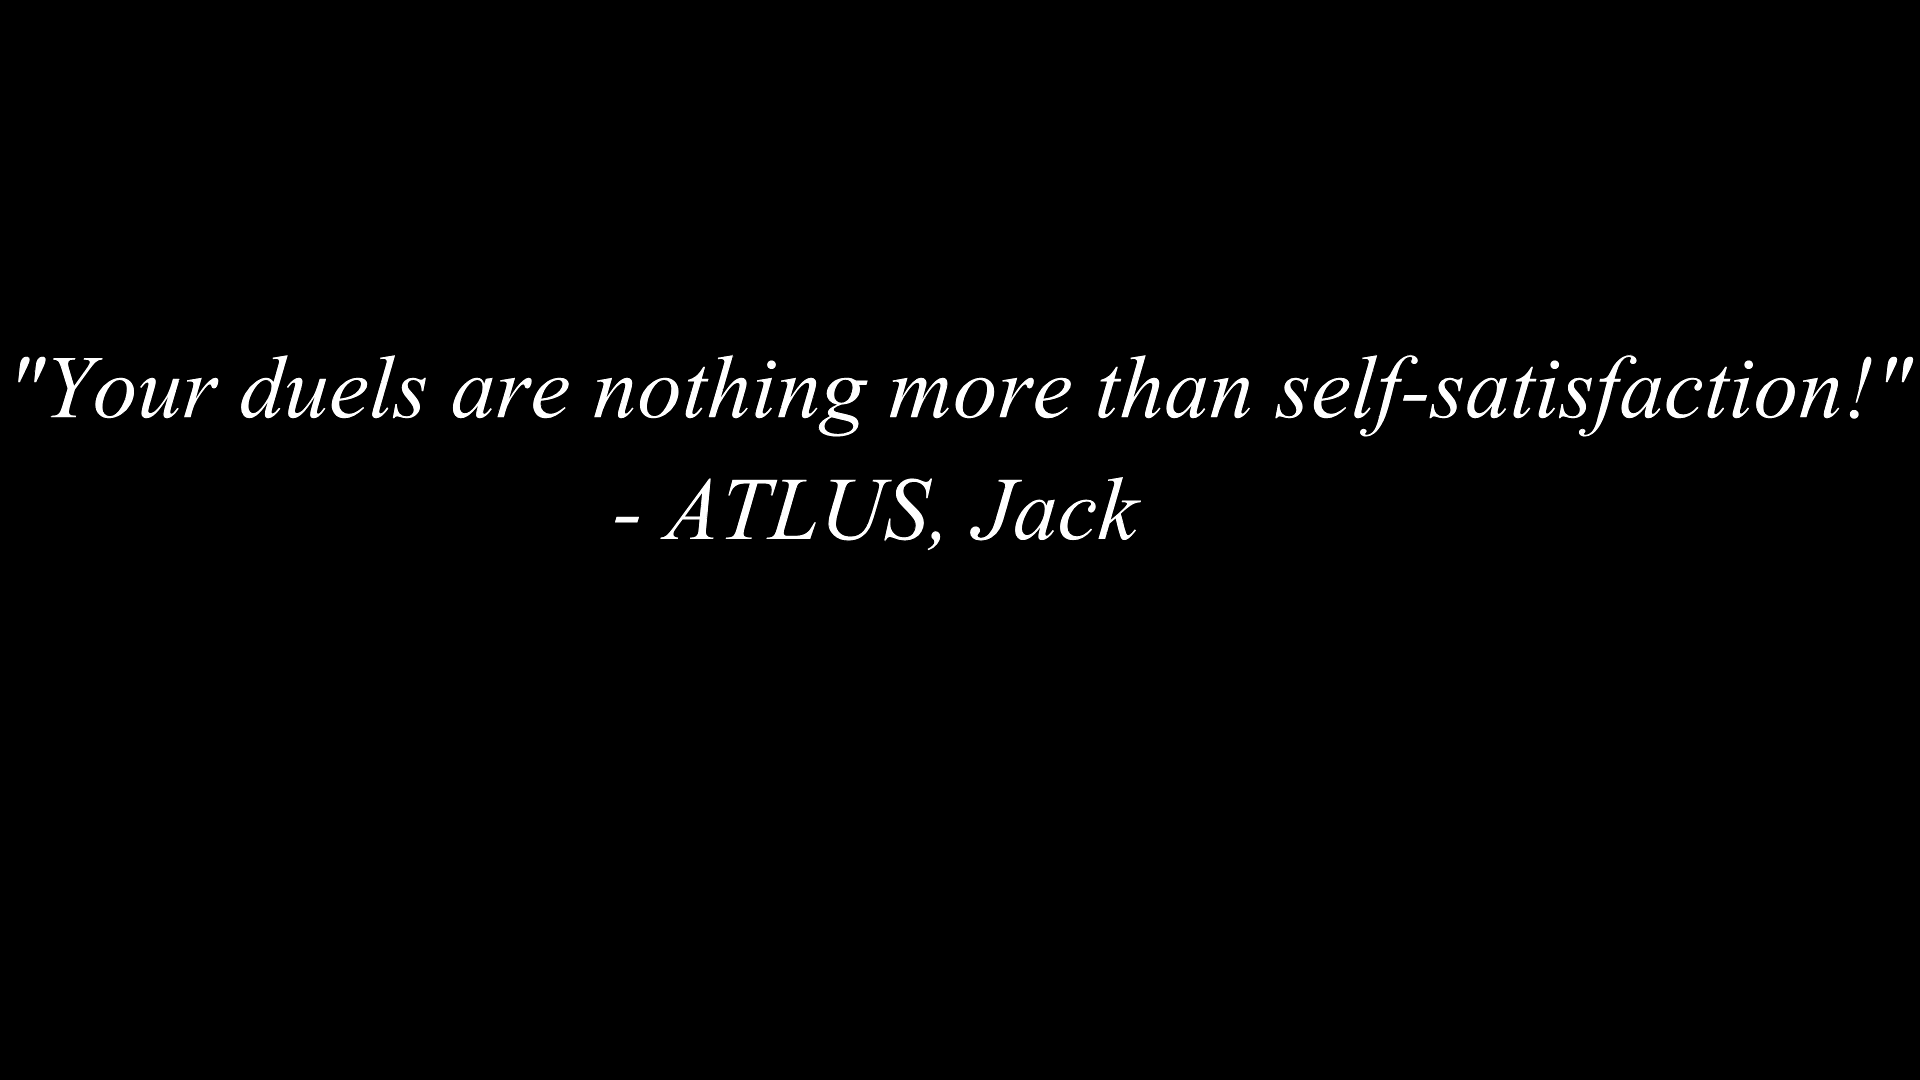 "Your duels are nothing more than self-satisfaction!"
- ATLUS, Jack